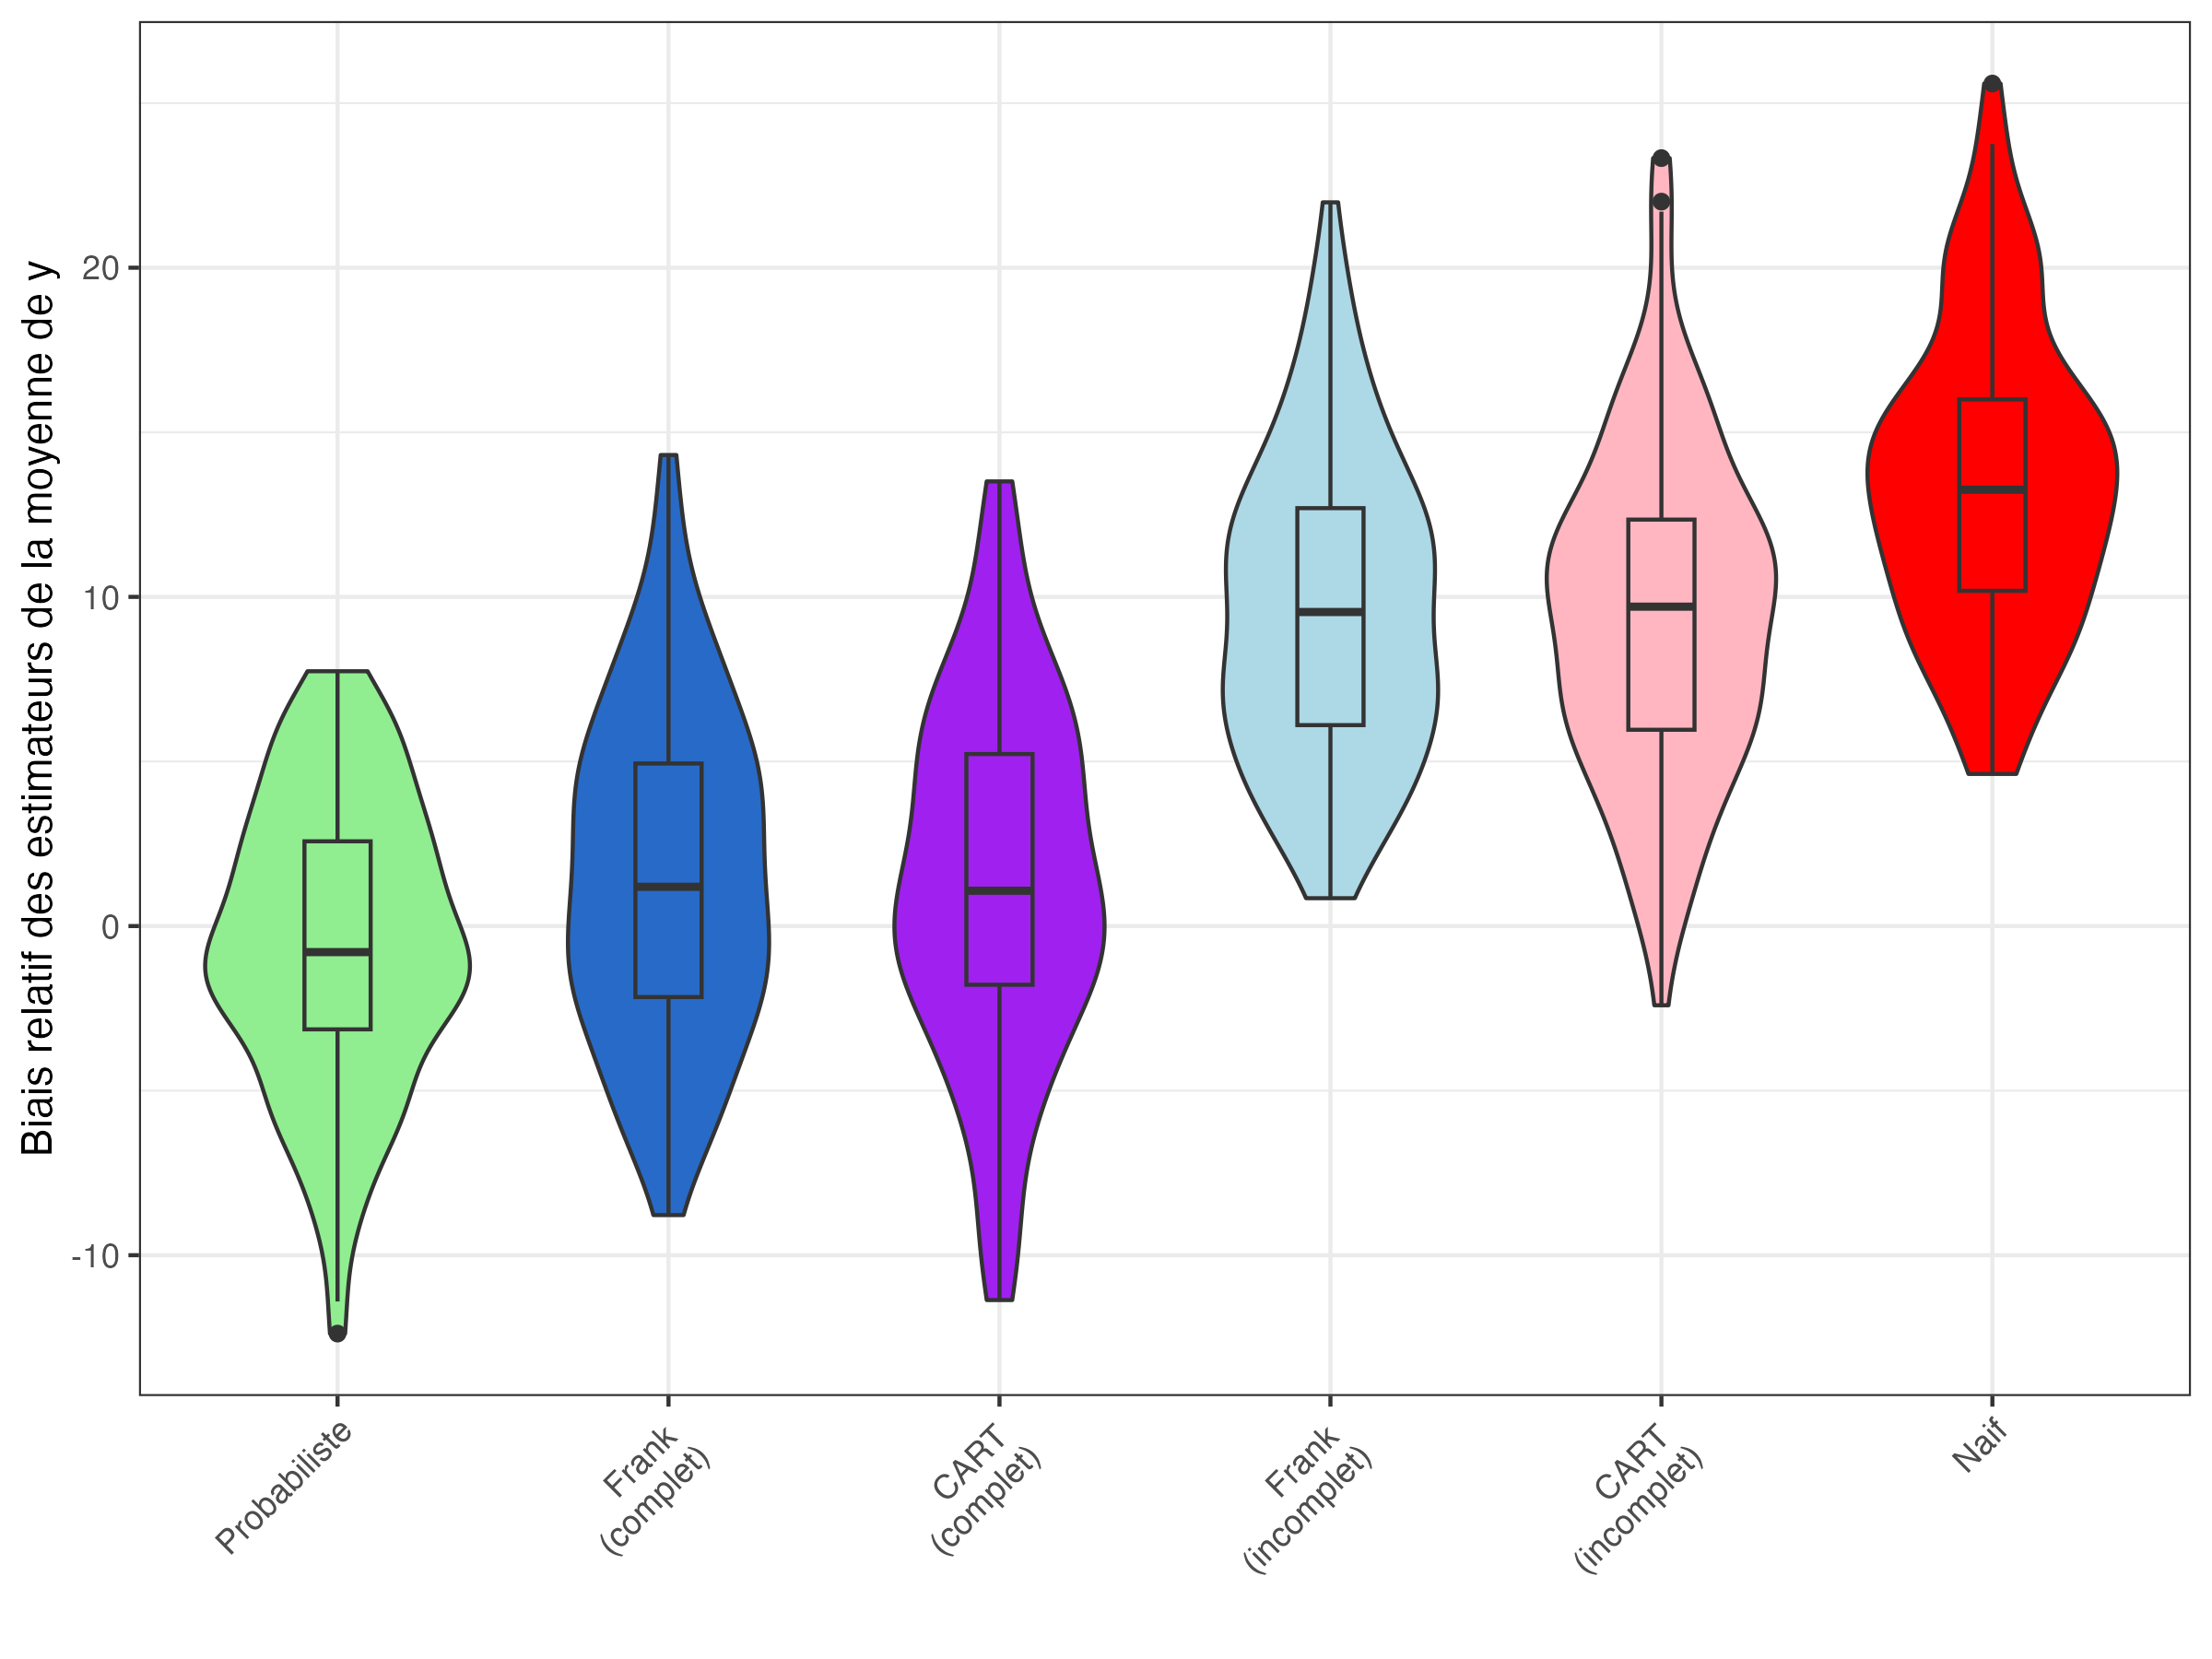 Biais relatif des estimateurs de la moyenne de y
20
10
0
-10
Probabiliste
Frank
(complet)
CART
(complet)
Frank
(incomplet)
CART
(incomplet)
Naif